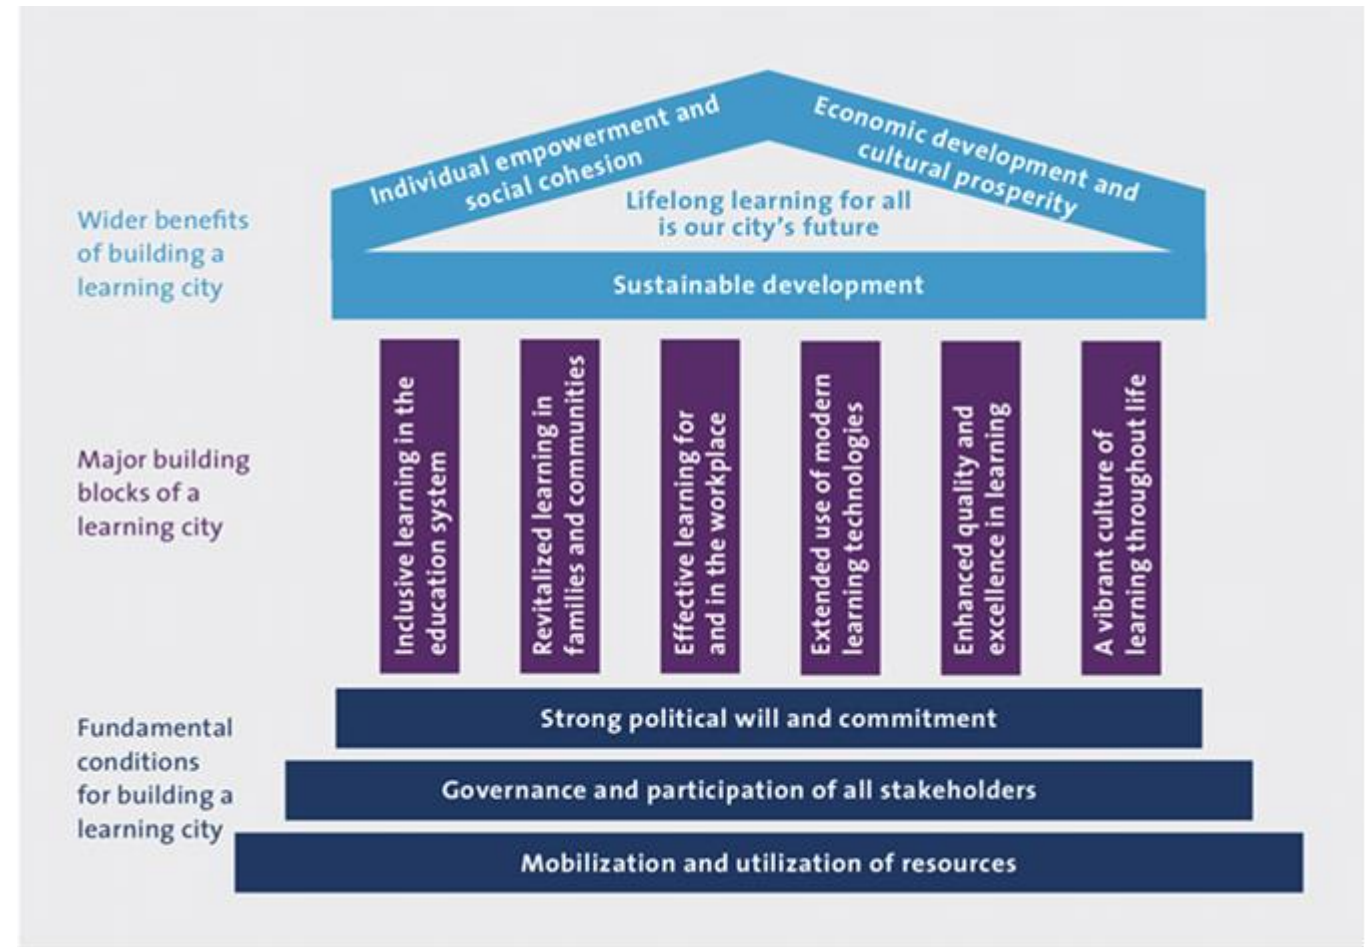 Individual empowerment and
social cohesion
Economic development and
cultural prosperity
Lifelong learning for all
is our city's future
Sustainable development
Wider benefits
of building a
learning city
Major building
blocks of a
learning city
Inclusive learning in the
education system
Revitalized learning in
families and communities
Effective learning for
and in the workplace
Extended use of modern
learning technologies
Enhanced quality and
excellence in learning
A vibrant culture of
learning throughout life
Fundamental
conditions
for building a
learning city
Strong political will and commitment
Governance and participation of all stakeholders
Mobilization and utilization of resources